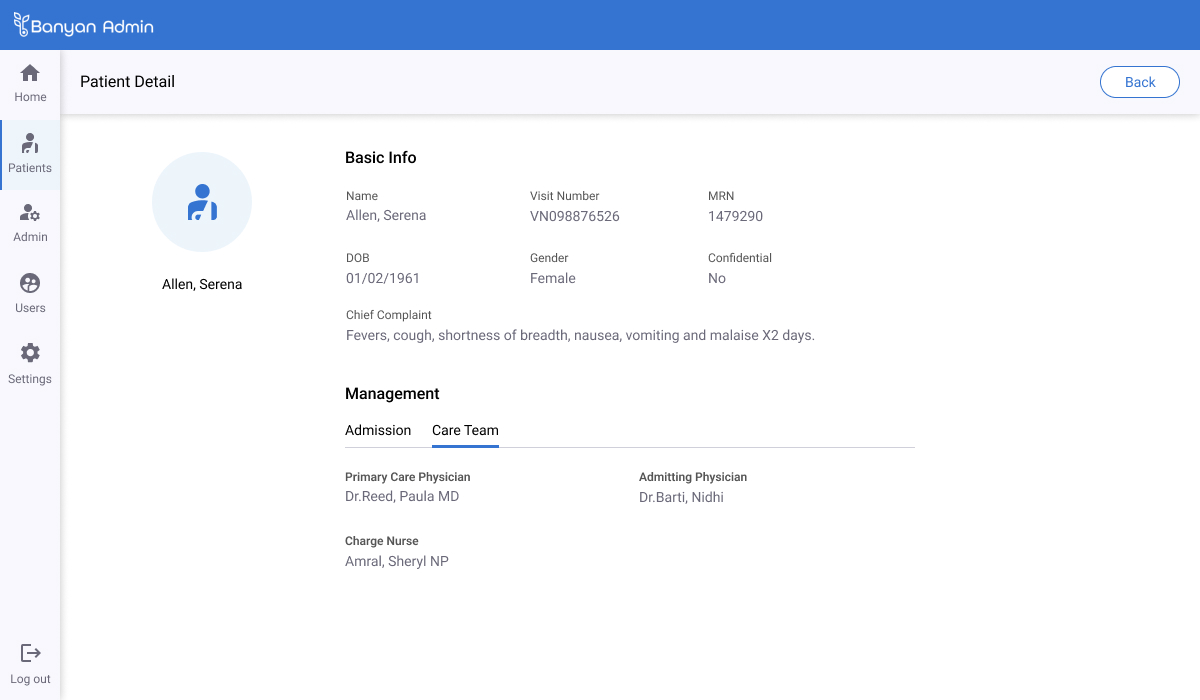 Banyan Admin
Home
Patients
Admin
Users
Settings
Log out
Patient Detail
Back
Allen, Serena
Basic Info
Name
Allen, Serena
Visit Number
VN098876526
MRN
1479290
DOB
01/02/1961
Gender
Female
Confidential
No
Chief Complaint
Fevers, cough, shortness of breadth, nausea, vomiting and malaise X2 days.
Management
Admission
Care Team
Primary Care Physician
Dr.Reed, Paula MD
Admitting Physician
Dr.Barti, Nidhi
Charge Nurse
Amral, Sheryl NP